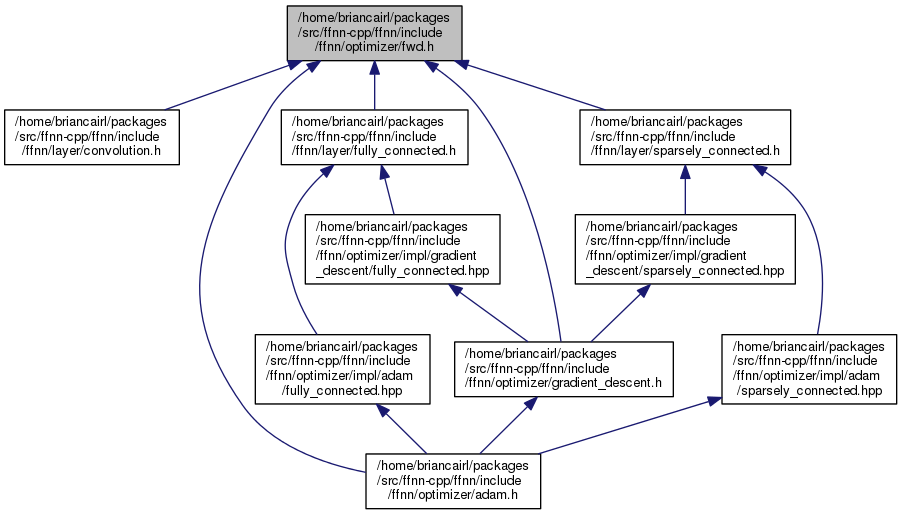 /home/briancairl/packages
/src/ffnn-cpp/ffnn/include
/ffnn/optimizer/fwd.h
/home/briancairl/packages
/src/ffnn-cpp/ffnn/include
/ffnn/layer/convolution.h
/home/briancairl/packages
/src/ffnn-cpp/ffnn/include
/ffnn/layer/fully_connected.h
/home/briancairl/packages
/src/ffnn-cpp/ffnn/include
/ffnn/layer/sparsely_connected.h
/home/briancairl/packages
/src/ffnn-cpp/ffnn/include
/ffnn/optimizer/impl/gradient
_descent/fully_connected.hpp
/home/briancairl/packages
/src/ffnn-cpp/ffnn/include
/ffnn/optimizer/impl/gradient
_descent/sparsely_connected.hpp
/home/briancairl/packages
/src/ffnn-cpp/ffnn/include
/ffnn/optimizer/impl/adam
/fully_connected.hpp
/home/briancairl/packages
/src/ffnn-cpp/ffnn/include
/ffnn/optimizer/gradient_descent.h
/home/briancairl/packages
/src/ffnn-cpp/ffnn/include
/ffnn/optimizer/impl/adam
/sparsely_connected.hpp
/home/briancairl/packages
/src/ffnn-cpp/ffnn/include
/ffnn/optimizer/adam.h